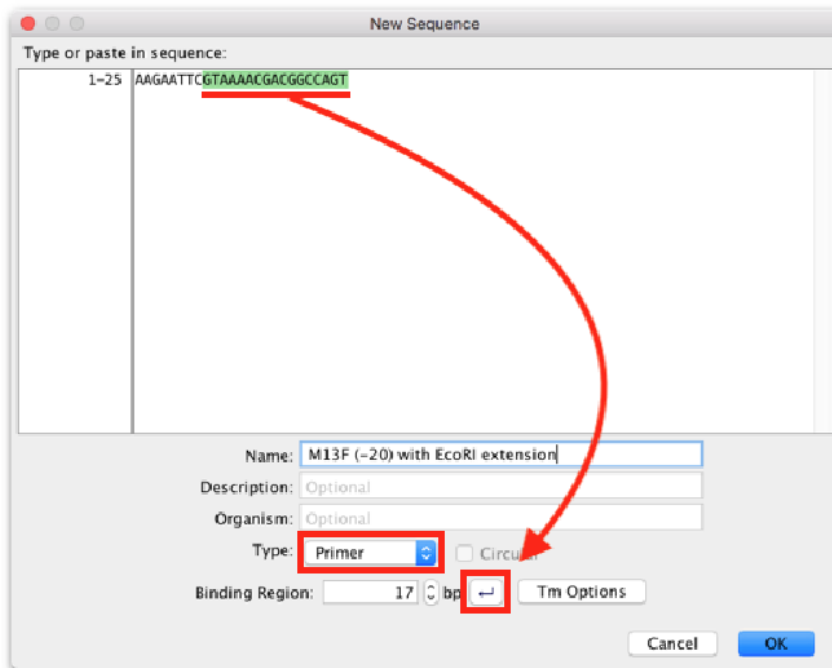 New Sequence
Type or paste in sequence:
1-25 AAGAATTCGTAAAACGACGGCCAGT
Name: M13F (-20) with EcoRI extension
Description: Optional
Organism: Optional
Type: Primer Circular
Binding Region: 17 bp Tm Options
Cancel OK